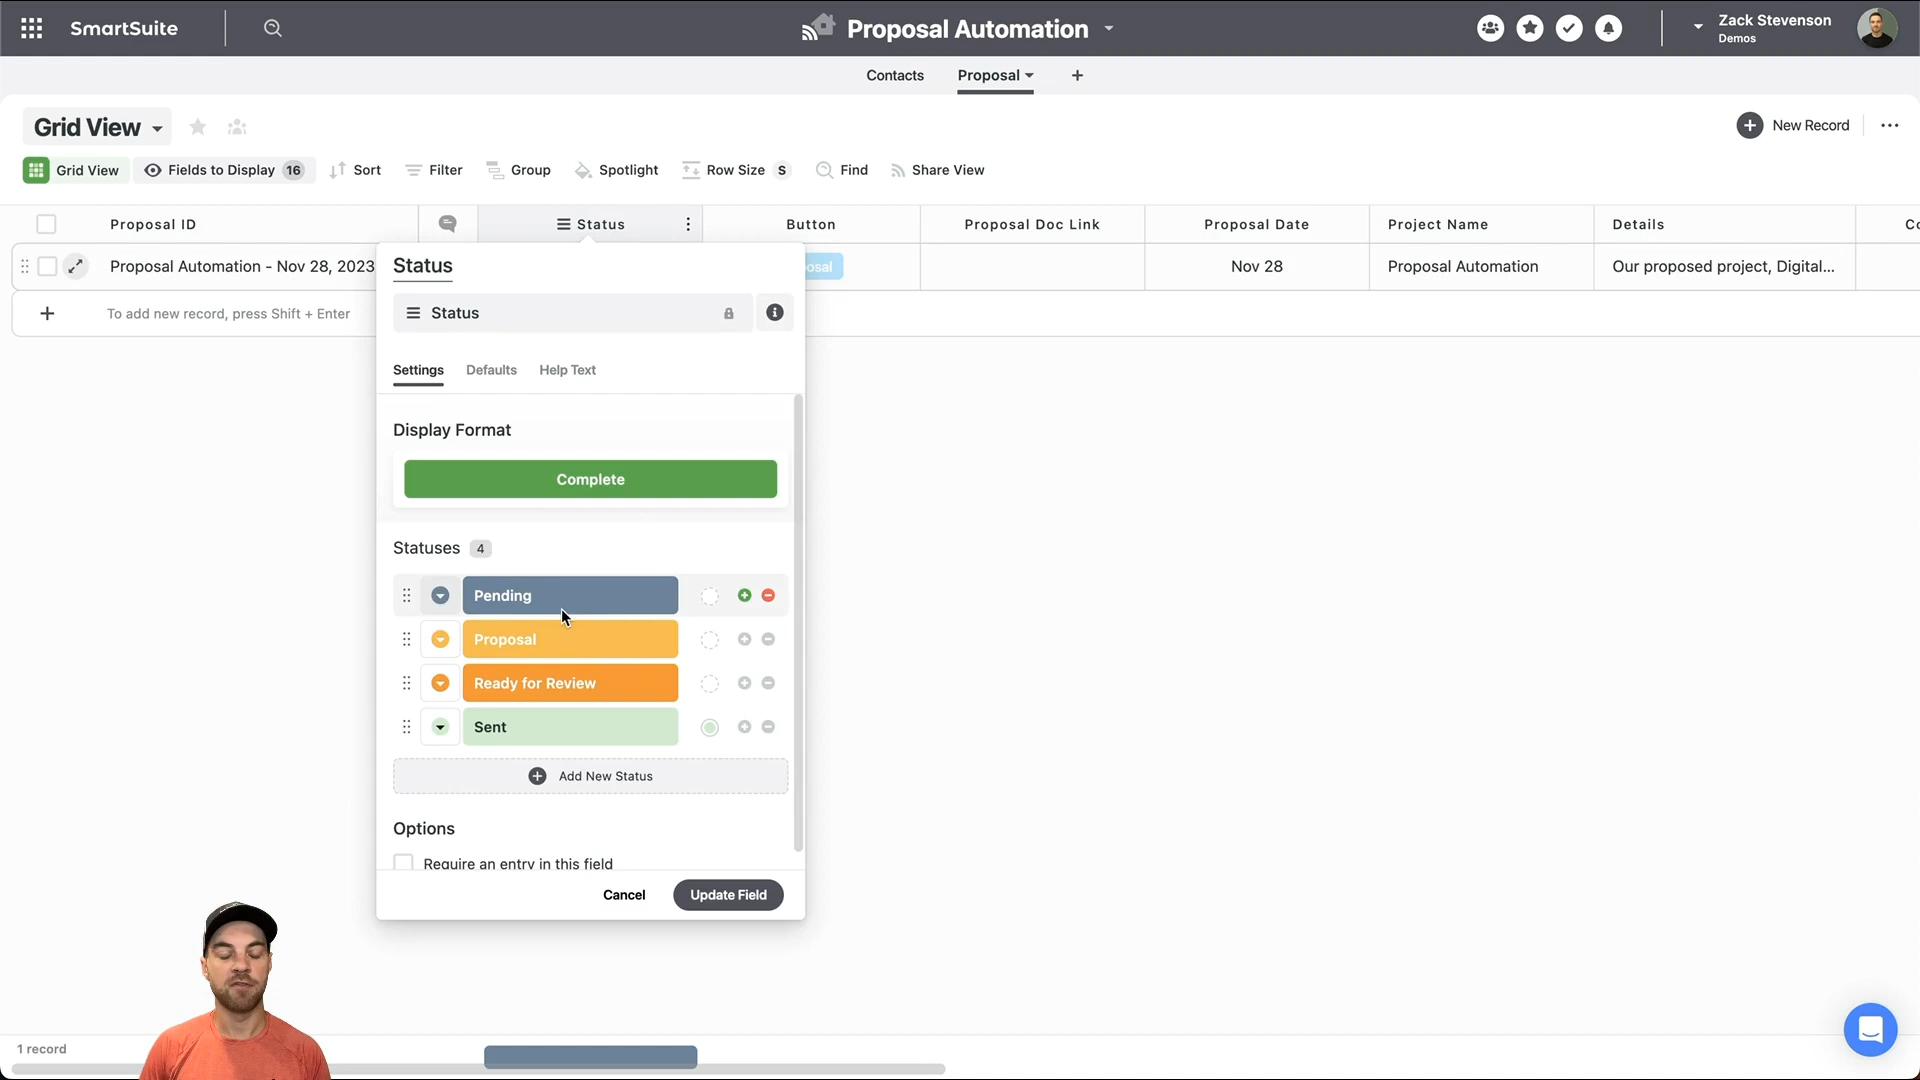 SmartSuite
Proposal Automation
Zack Stevenson
Demos
Contacts
Proposal
Grid View
New Record
Grid View
Fields to Display 16
Sort
Filter
Group
Spotlight
Row Size S
Find
Share View
Proposal ID
Status
Button
Proposal Doc Link
Proposal Date
Project Name
Details
Proposal Automation - Nov 28, 2023
Nov 28
Proposal Automation
Our proposed project, Digital...
To add new record, press Shift + Enter
Status
Status
Settings
Defaults
Help Text
Display Format
Complete
Statuses 4
Pending
Proposal
Ready for Review
Sent
Add New Status
Options
Require an entry in this field
Cancel
Update Field
1 record